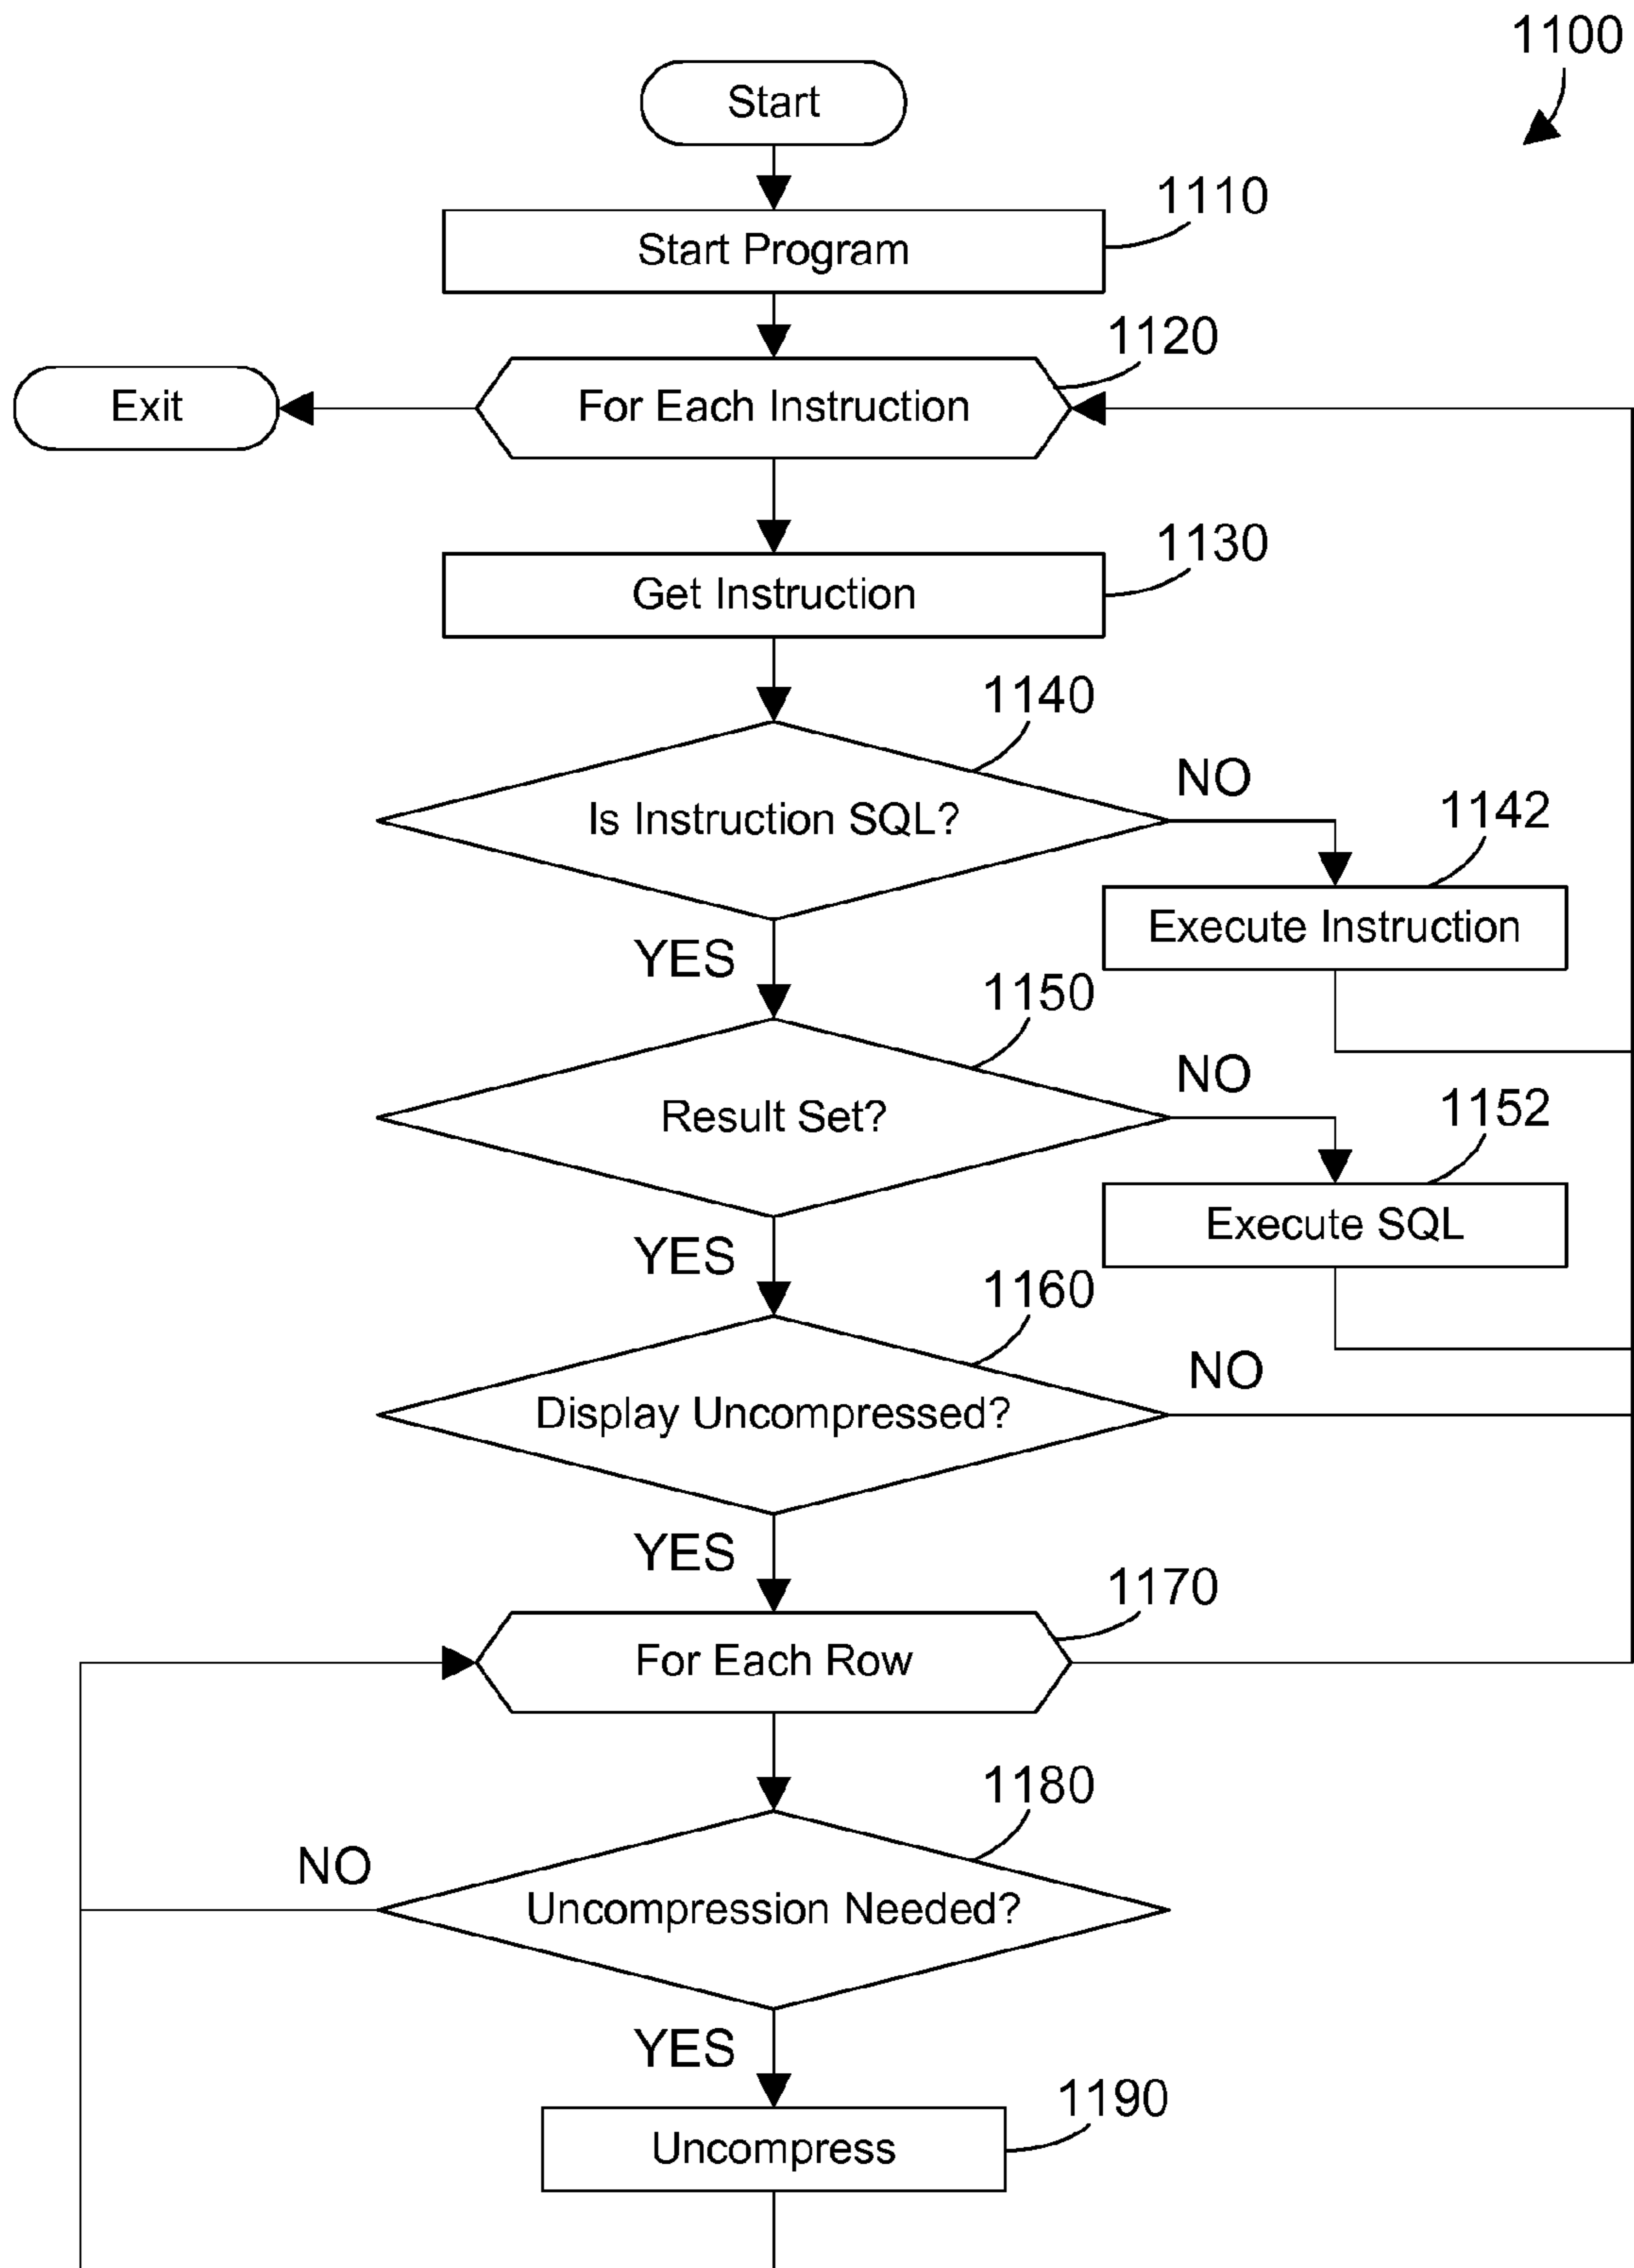 1100
Start
1110
Start Program
1120
Exit
For Each Instruction
1130
Get Instruction
1140
NO
Is Instruction SQL?
1142
Execute Instruction
YES
1150
NO
Result Set?
1152
Execute SQL
YES
1160
NO
Display Uncompressed?
YES
1170
For Each Row
1180
NO
Uncompression Needed?
YES
1190
Uncompress